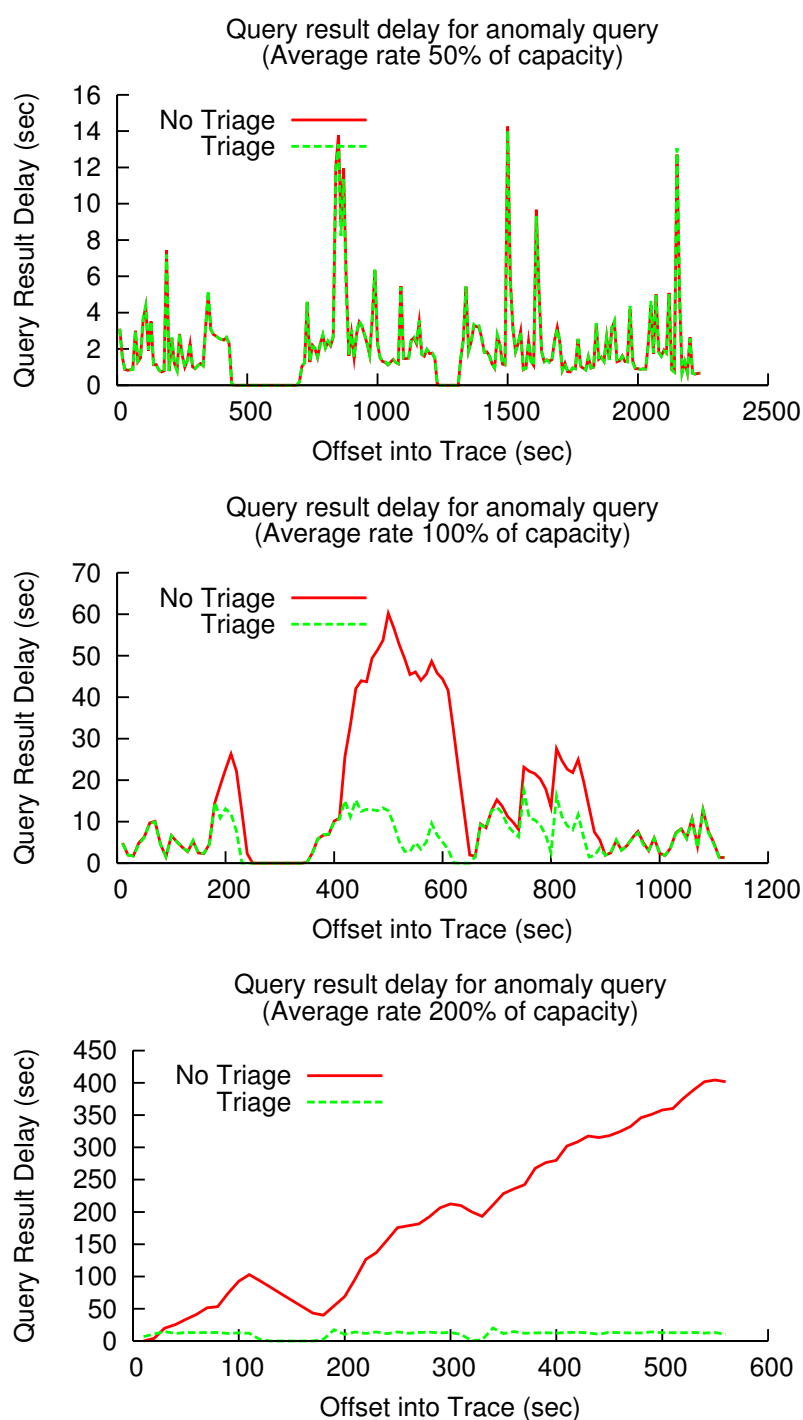 Query result delay for anomaly query
(Average rate 50% of capacity)
16
14
12
10
8
6
4
2
0
Query Result Delay (sec)
No Triage
Triage
0 500 1000 1500 2000 2500
Offset into Trace (sec)
Query result delay for anomaly query
(Average rate 100% of capacity)
70
60
50
40
30
20
10
0
Query Result Delay (sec)
No Triage
Triage
0 200 400 600 800 1000 1200
Offset into Trace (sec)
Query result delay for anomaly query
(Average rate 200% of capacity)
450
400
350
300
250
200
150
100
50
0
Query Result Delay (sec)
No Triage
Triage
0 100 200 300 400 500 600
Offset into Trace (sec)